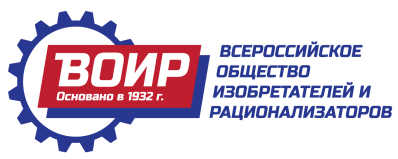 ВОИР
Основано в 1932 г.
ВСЕРОССИЙСКОЕ
ОБЩЕСТВО
ИЗОБРЕТАТЕЛЕЙ И
РАЦИОНАЛИЗАТОРОВ